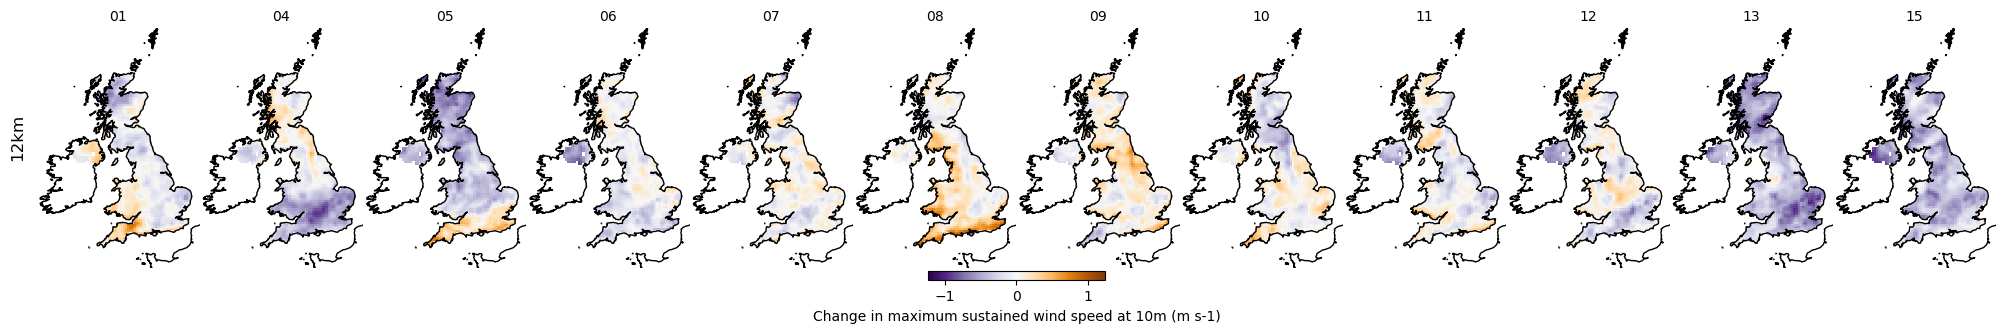 01 04 05 06 07 08 09 10 11 12 13 15
12km
−1 0 1
Change in maximum sustained wind speed at 10m (m s-1)